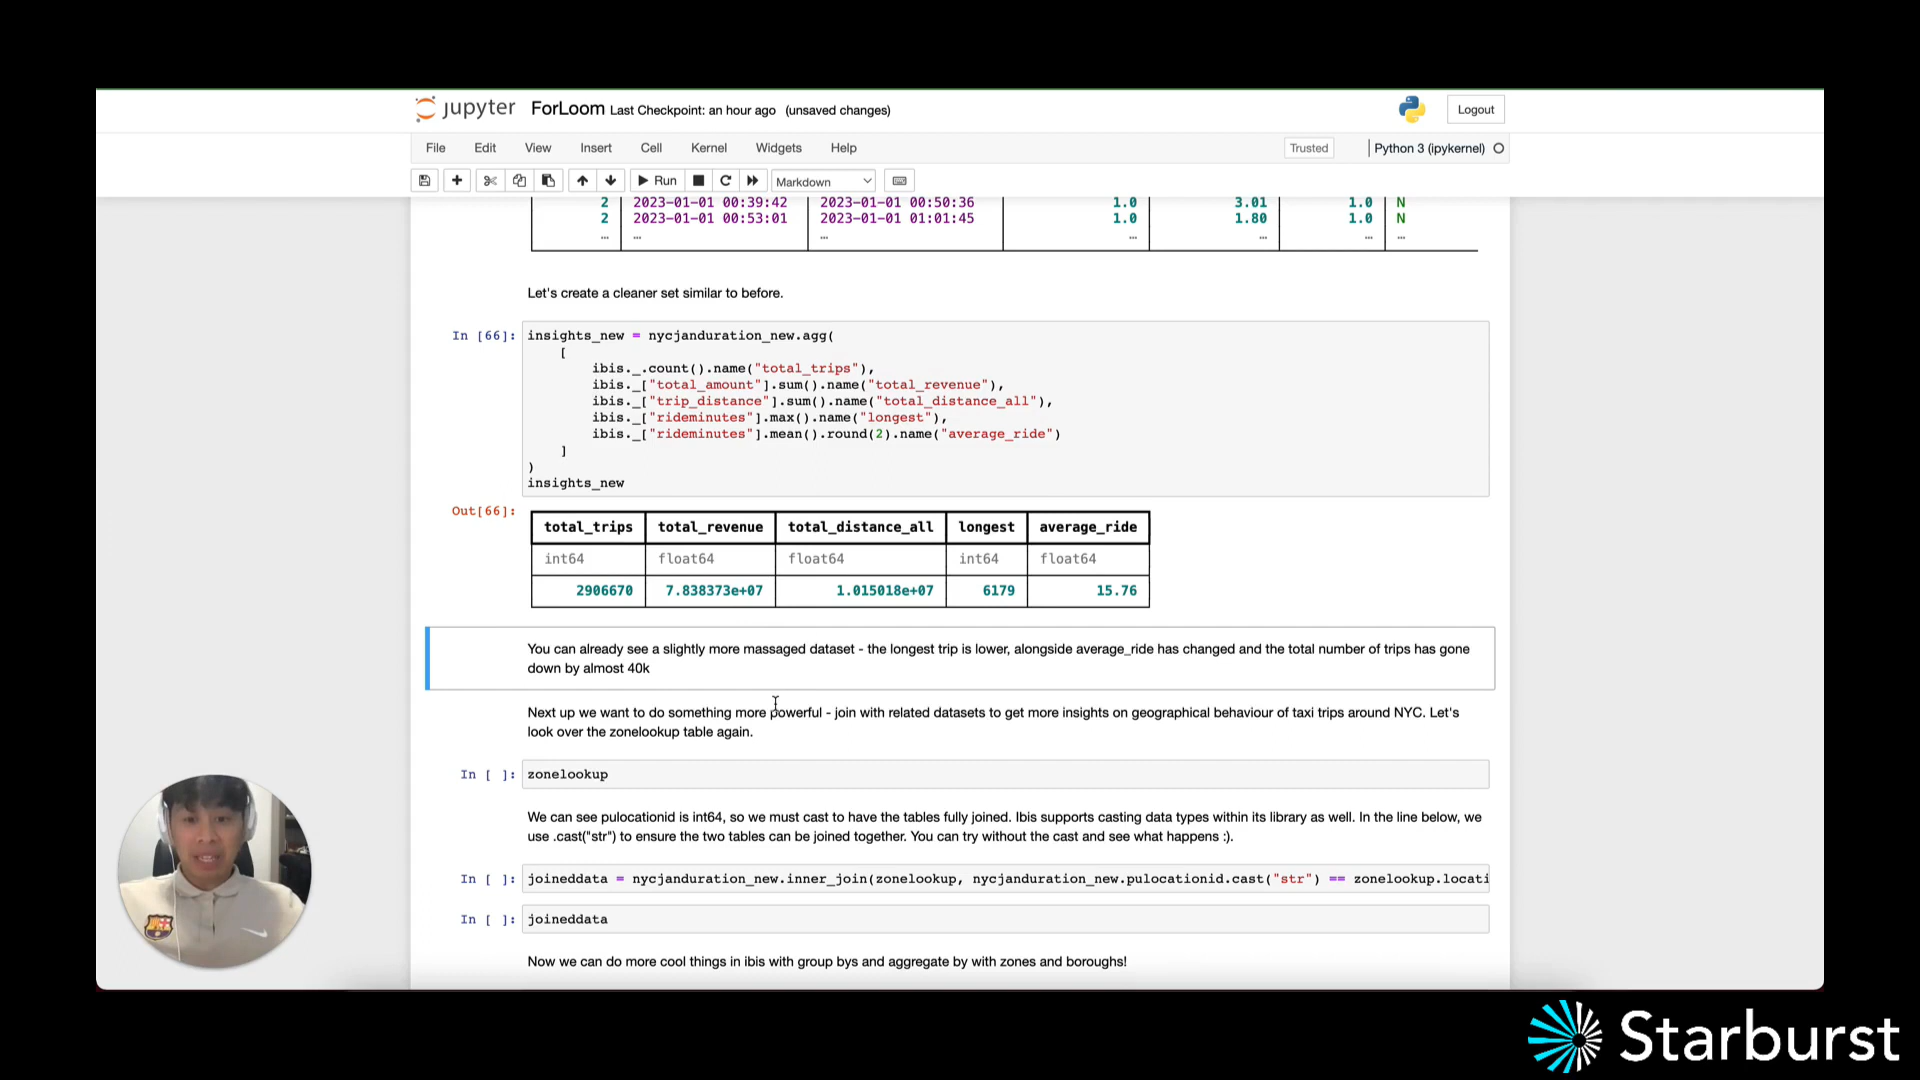 jupyter ForLoom Last Checkpoint: an hour ago (unsaved changes) Logout
File Edit View Insert Cell Kernel Widgets Help Trusted Python 3 (ipykernel)
Run Markdown
2 2023-01-01 00:39:42 2023-01-01 00:50:36 1.0 3.01 1.0 N
2 2023-01-01 00:53:01 2023-01-01 01:01:45 1.0 1.80 1.0 N
… … … … … … …
Let's create a cleaner set similar to before.
In [66]: insights_new = nycjanduration_new.agg(
[
ibis._.count().name("total_trips"),
ibis._["total_amount"].sum().name("total_revenue"),
ibis._["trip_distance"].sum().name("total_distance_all"),
ibis._["rideminutes"].max().name("longest"),
ibis._["rideminutes"].mean().round(2).name("average_ride")
]
)
insights_new
Out[66]:
total_trips total_revenue total_distance_all longest average_ride
int64 float64 float64 int64 float64
2906670 7.838373e+07 1.015018e+07 6179 15.76
You can already see a slightly more massaged dataset - the longest trip is lower, alongside average_ride has changed and the total number of trips has gone
down by almost 40k
Next up we want to do something more powerful - join with related datasets to get more insights on geographical behaviour of taxi trips around NYC. Let's
look over the zonelookup table again.
In [ ]: zonelookup
We can see pulocationid is int64, so we must cast to have the tables fully joined. Ibis supports casting data types within its library as well. In the line below, we
use .cast("str") to ensure the two tables can be joined together. You can try without the cast and see what happens :).
In [ ]: joineddata = nycjanduration_new.inner_join(zonelookup, nycjanduration_new.pulocationid.cast("str") == zonelookup.locati
In [ ]: joineddata
Now we can do more cool things in ibis with group bys and aggregate by with zones and boroughs!
Starburst